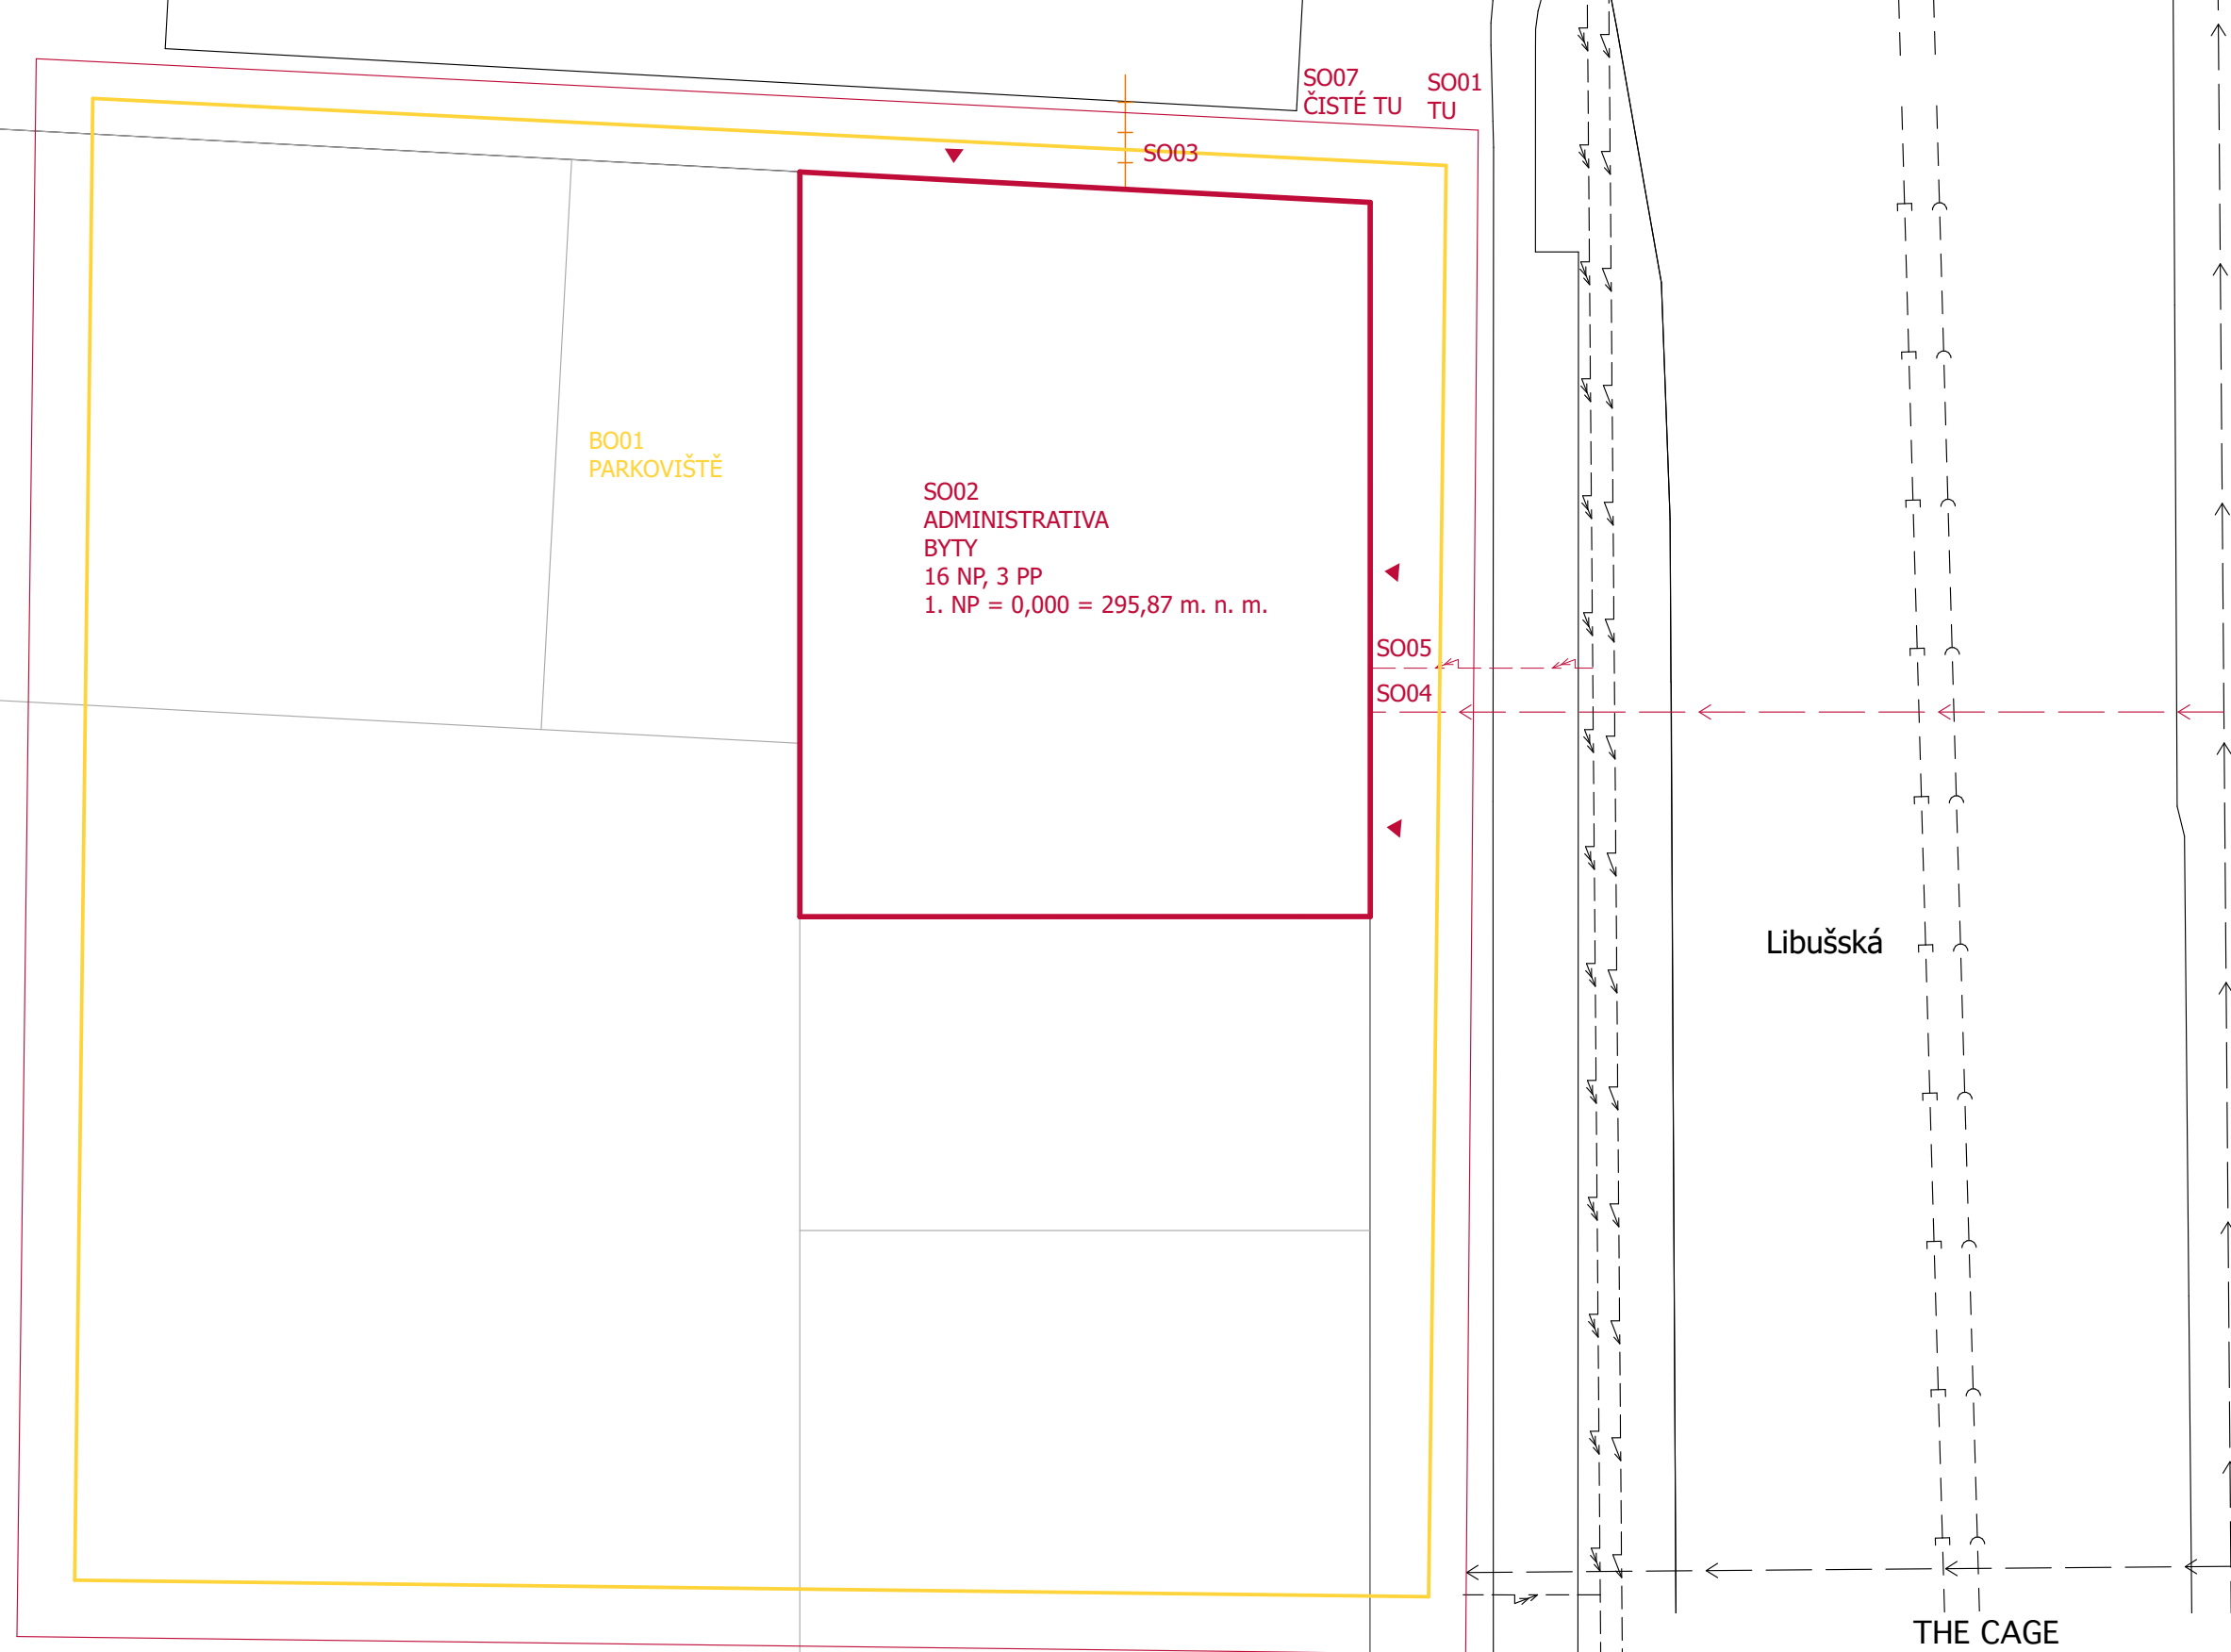 SO07
ČISTÉ TU
SO01
TU
SO03
BO01
PARKOVIŠTĚ
SO02
ADMINISTRATIVA
BYTY
16 NP, 3 PP
1. NP = 0,000 = 295,87 m. n. m.
SO05
SO04
Libušská
THE CAGE